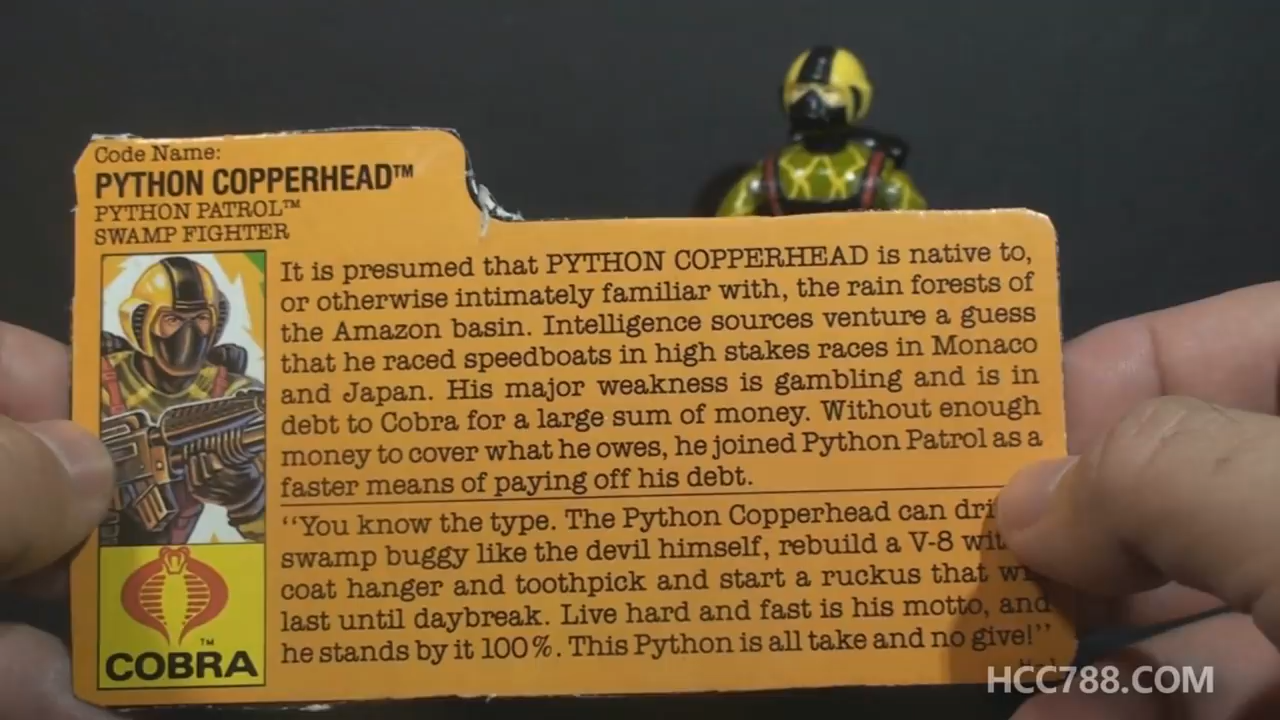 Code Name:
PYTHON COPPERHEAD™
PYTHON PATROL™
SWAMP FIGHTER
It is presumed that PYTHON COPPERHEAD is native to,
or otherwise intimately familiar with, the rain forests of
the Amazon basin. Intelligence sources venture a guess
that he raced speedboats in high stakes races in Monaco
and Japan. His major weakness is gambling and is in
debt to Cobra for a large sum of money. Without enough
money to cover what he owes, he joined Python Patrol as a
faster means of paying off his debt.
“You know the type. The Python Copperhead can
swamp buggy like the devil himself, rebuild a V-8
coat hanger and toothpick and start a ruckus that
last until daybreak. Live hard and fast is his motto, and
he stands by it 100%. This Python is all take and no give!”
™
COBRA
HCC788.COM